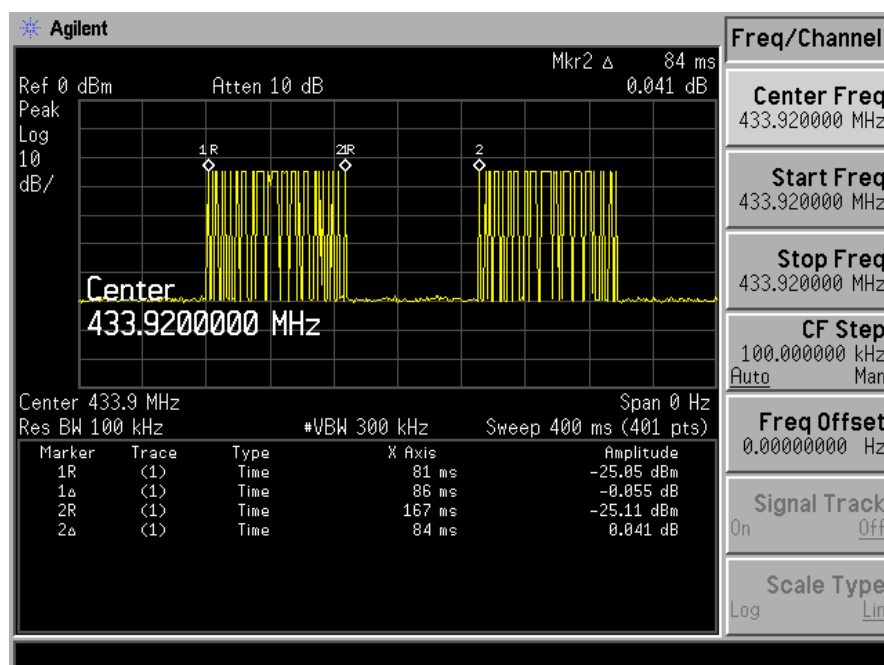 Agilent
Mkr2 Δ 84 ms
Ref 0 dBm Atten 10 dB 0.041 dB
Peak
Log
10
dB/
1R 21R 2
Center
433.9200000 MHz
Center 433.9 MHz Span 0 Hz
Res BW 100 kHz #VBW 300 kHz Sweep 400 ms (401 pts)
Marker Trace Type X Axis Amplitude
1R (1) Time 81 ms -25.05 dBm
1Δ (1) Time 86 ms -0.055 dB
2R (1) Time 167 ms -25.11 dBm
2Δ (1) Time 84 ms 0.041 dB
Freq/Channel
Center Freq
433.920000 MHz
Start Freq
433.920000 MHz
Stop Freq
433.920000 MHz
CF Step
100.000000 kHz
Auto Man
Freq Offset
0.00000000 Hz
Signal Track
On Off
Scale Type
Log Lin